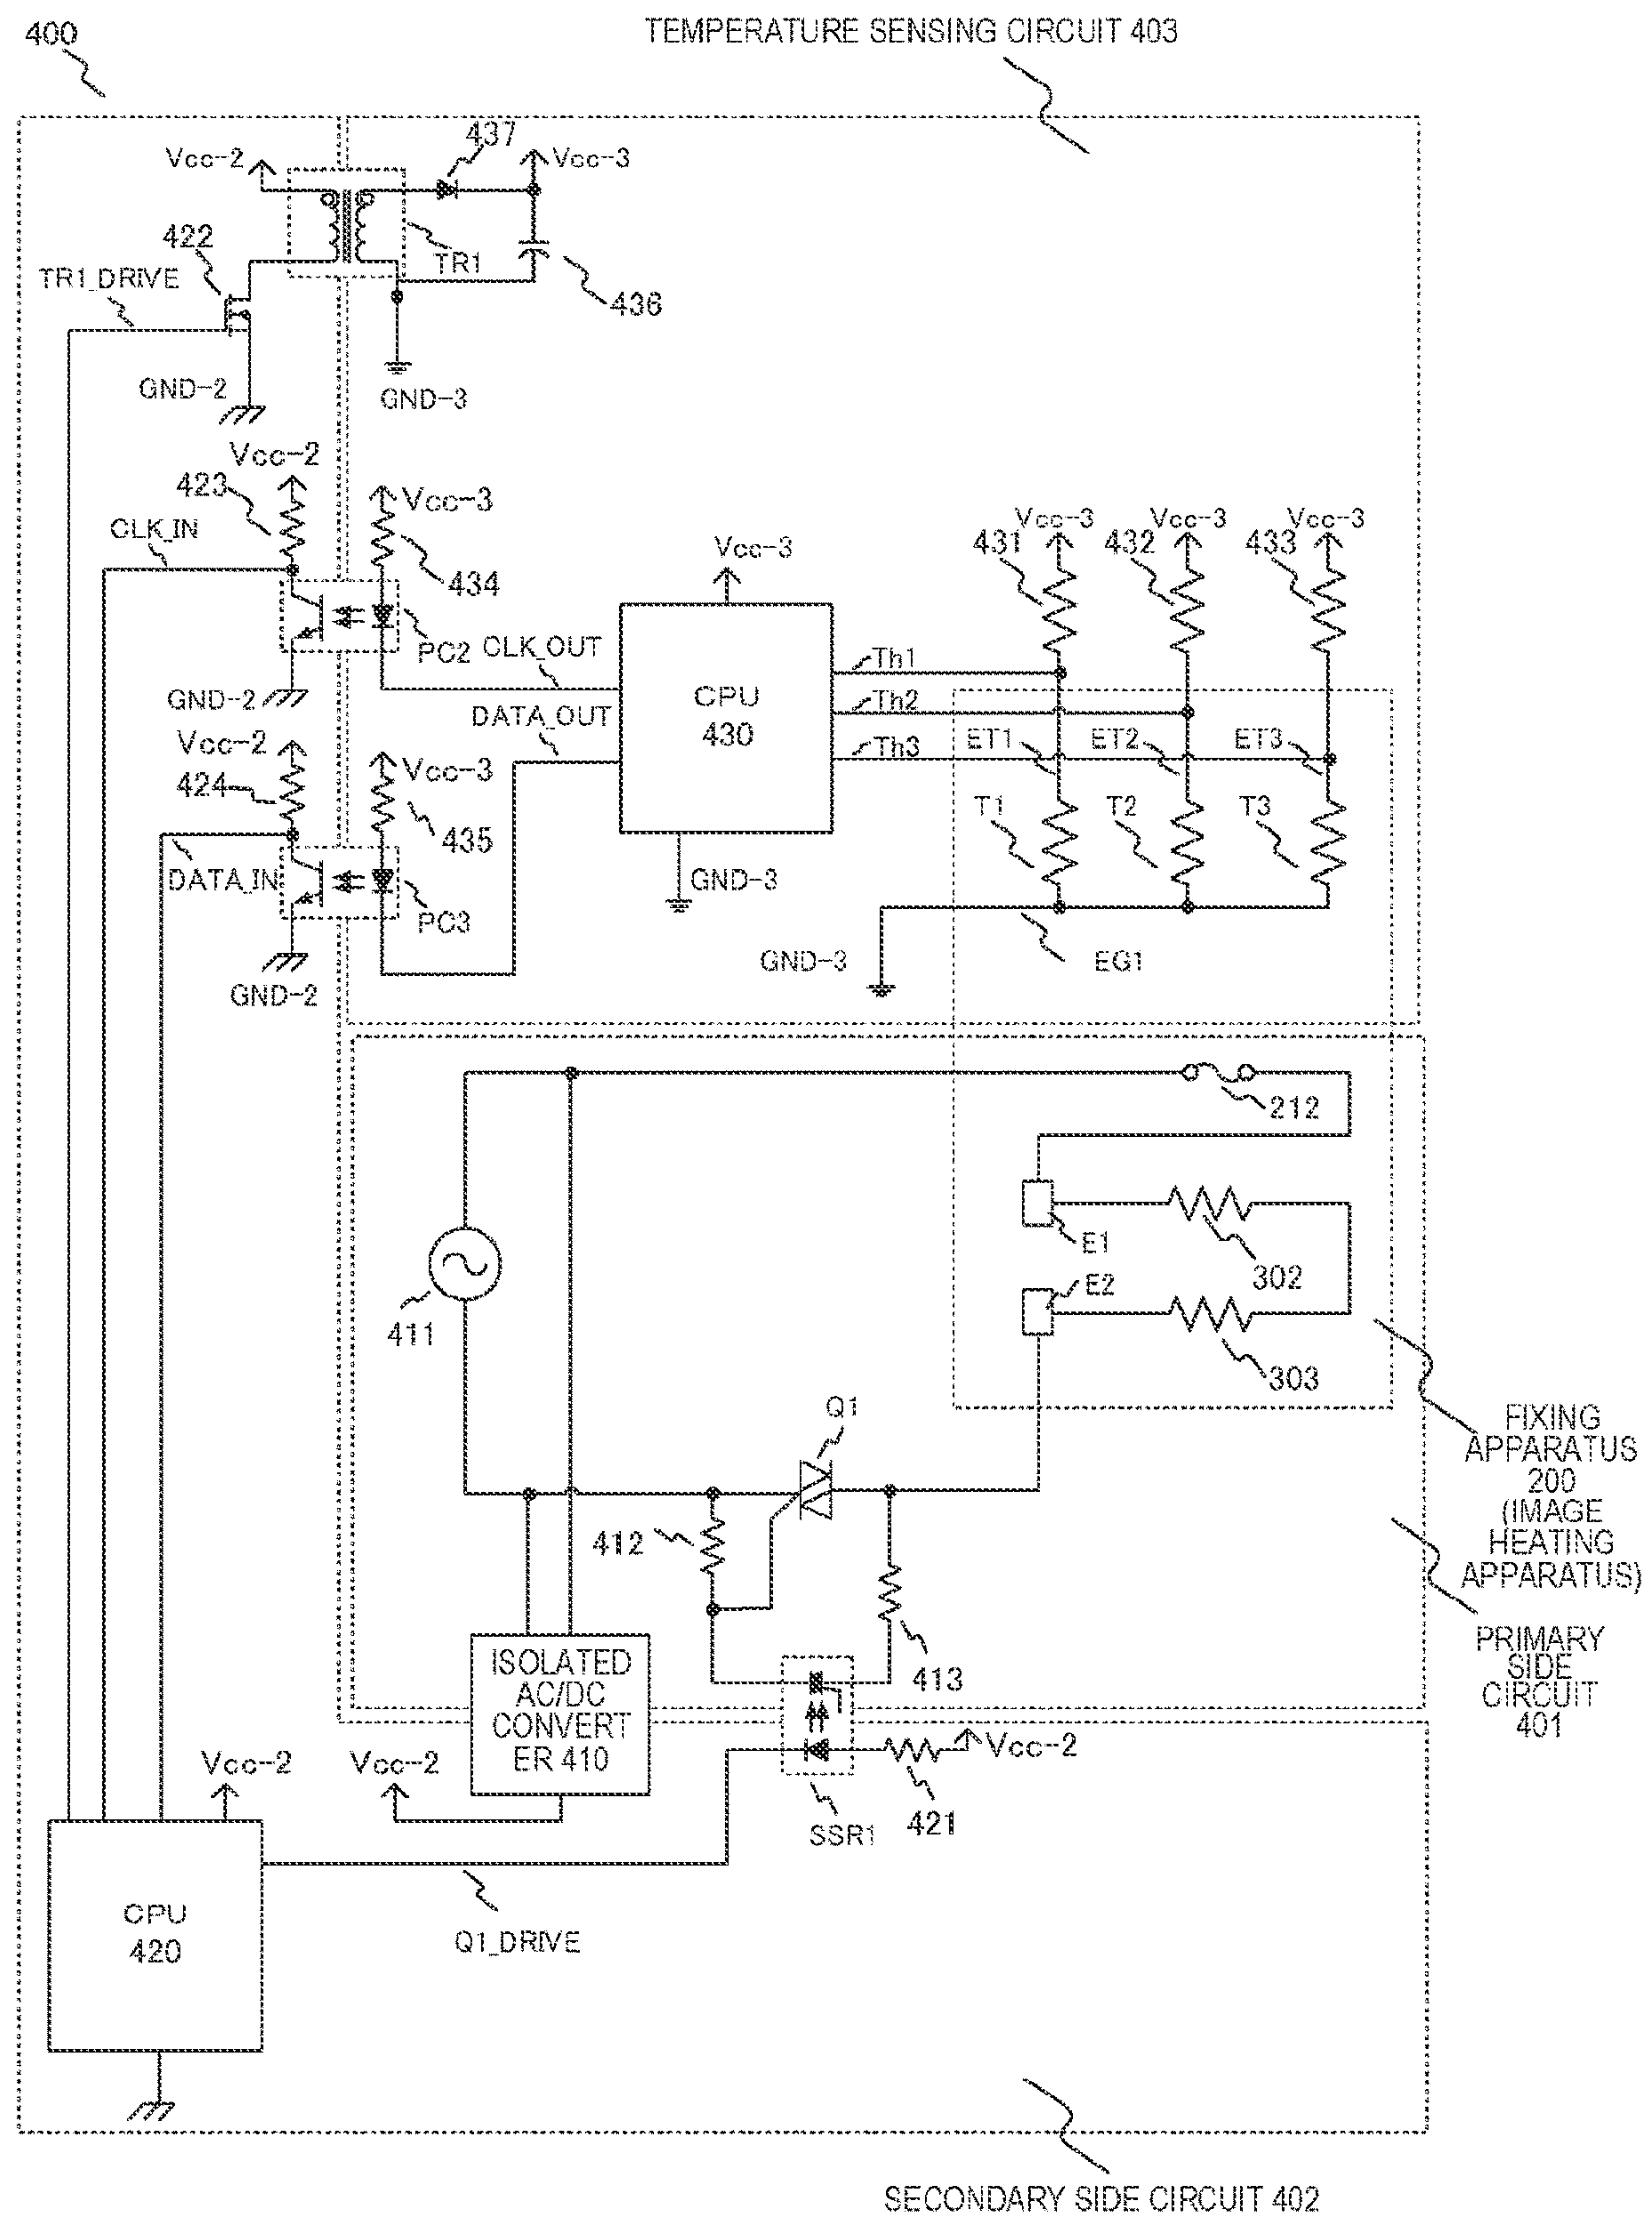 400
TEMPERATURE SENSING CIRCUIT 403
437
Vcc-2
Vcc-3
422
TR1
TR1_DRIVE
436
GND-2
GND-3
Vcc-2
423
Vcc-3
CLK_IN
434
Vcc-3
Vcc-3
Vcc-3
Vcc-3
431
432
433
PC2
CLK_OUT
Th1
GND-2
CPU
430
Th2
DATA_OUT
Th3
ET1
ET2
ET3
Vcc-2
424
Vcc-3
435
T1
T2
T3
DATA_IN
GND-3
PC3
GND-3
EG1
GND-2
212
E1
302
E2
411
303
Q1
FIXING
APPARATUS
200
(IMAGE
HEATING
APPARATUS)
412
413
PRIMARY
SIDE
CIRCUIT
401
ISOLATED
AC/DC
CONVERT
ER 410
Vcc-2
Vcc-2
Vcc-2
SSR1
421
CPU
420
Q1_DRIVE
SECONDARY SIDE CIRCUIT 402